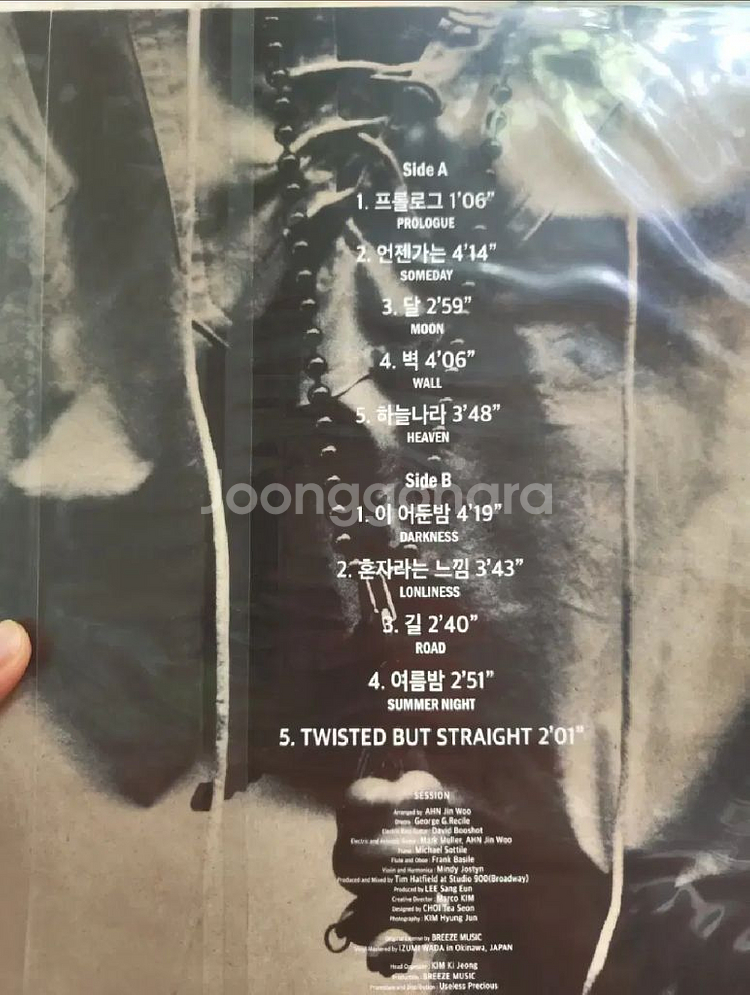 Side A
1. 프롤로그 1'06"
PROLOGUE
2. 언젠가는 4'14"
SOMEDAY
3. 달 2'59"
MOON
4. 벽 4'06"
WALL
5. 하늘나라 3'48"
HEAVEN
Side B
Joonggonara
1. 이 어둔밤 4'19"
DARKNESS
2. 혼자라는 느낌 3'43"
LONLINESS
3. 길 2'40"
ROAD
4. 여름밤 2'51"
SUMMER NIGHT
5. TWISTED BUT STRAIGHT 2'01"
SESSION
Arranged by AHN Jin Woo
George G.Recile
David Booshot
Mark Muller, AHN Jin Woo
Michael Sottile
Flute and Oboe: Frank Basile
Violin and Harmonica: Mindy Jostyn
Produced and Mixed by Tim Hatfield at Studio 900(Broadway)
Produced by LEE Sang Eun
Creative Director: Marco KIM
Designed by CHOI Tea Seon
Photography: KIM Hyung Jun
BREEZE MUSIC
IZUMI WADA in Okinawa, JAPAN
KIM Ki Jeong
BREEZE MUSIC
Useless Precious